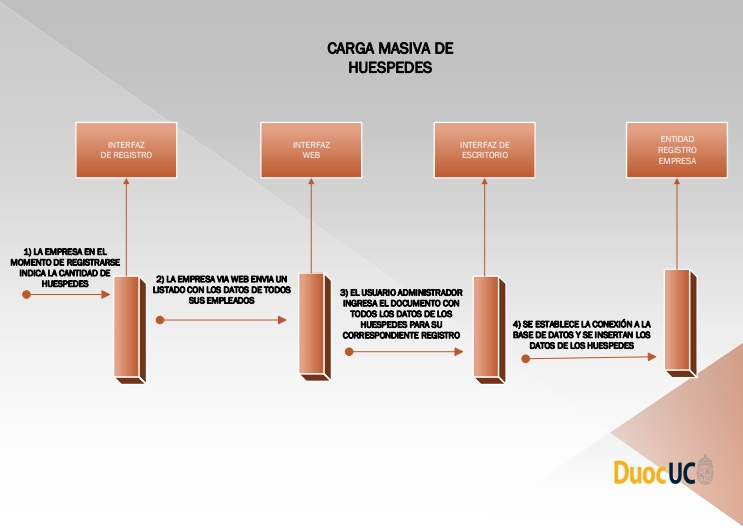 CARGA MASIVA DE
HUESPEDES
INTERFAZ
DE REGISTRO
INTERFAZ
WEB
INTERFAZ DE
ESCRITORIO
ENTIDAD
REGISTRO
EMPRESA
1) LA EMPRESA EN EL
MOMENTO DE REGISTRARSE
INDICA LA CANTIDAD DE
HUESPEDES
2) LA EMPRESA VIA WEB ENVIA UN
LISTADO CON LOS DATOS DE TODOS
SUS EMPLEADOS
3) EL USUARIO ADMINISTRADOR
INGRESA EL DOCUMENTO CON
TODOS LOS DATOS DE LOS
HUESPEDES PARA SU
CORRESPONDIENTE REGISTRO
4) SE ESTABLECE LA CONEXIÓN A LA
BASE DE DATOS Y SE INSERTAN LOS
DATOS DE LOS HUESPEDES
DuocUC